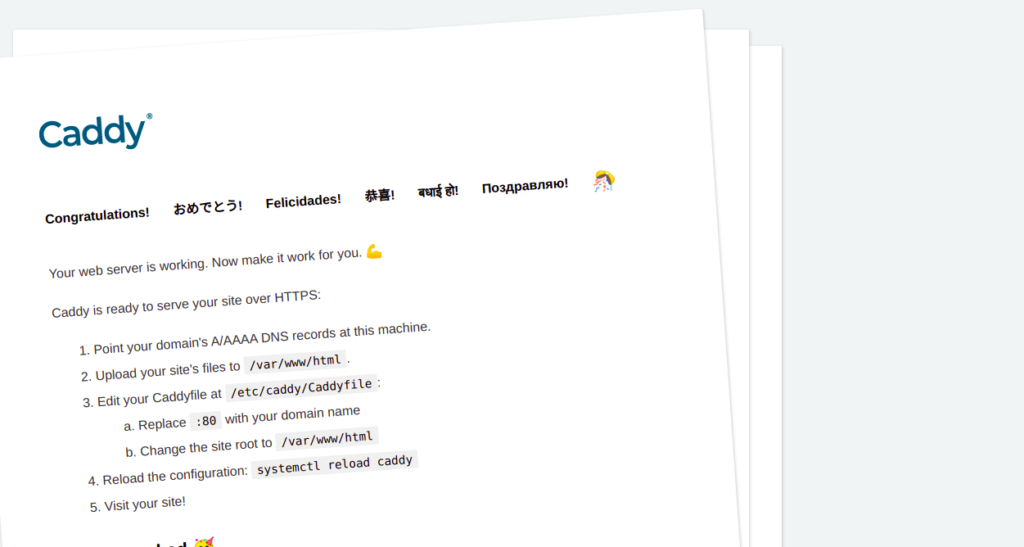 Caddy®
Congratulations! おめでとう! Felicidades! 恭喜! बधाई हो! Поздравляю! 🎊
Your web server is working. Now make it work for you. 💪
Caddy is ready to serve your site over HTTPS:
1. Point your domain's A/AAAA DNS records at this machine.
2. Upload your site's files to /var/www/html.
3. Edit your Caddyfile at /etc/caddy/Caddyfile:
a. Replace :80 with your domain name
b. Change the site root to /var/www/html
4. Reload the configuration: systemctl reload caddy
5. Visit your site!